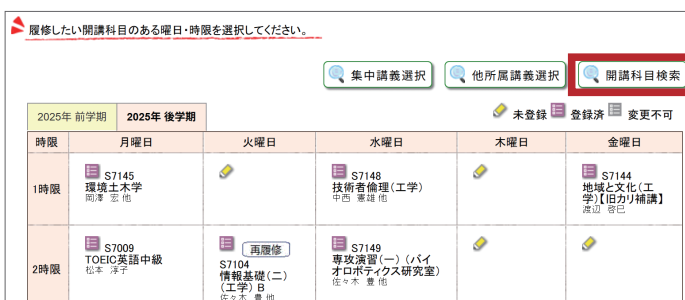 履修したい開講科目のある曜日・時限を選択してください。
集中講義選択 他所属講義選択 開講科目検索
2025年 前学期 2025年 後学期 未登録 登録済 変更不可
時限 月曜日 火曜日 水曜日 木曜日 金曜日
1時限
S7145
環境土木学
岡澤 宏 他
S7148
技術者倫理(工学)
中西 憲雄 他
S7144
地域と文化(工
学)【旧カリ補講】
渡辺 啓巳
2時限
S7009
TOEIC英語中級
松本 淳子
再履修
S7104
情報基礎(二)
(工学) B
佐々木 豊 他
S7149
専攻演習(一) (バイ
オロボティクス研究室)
佐々木 豊 他